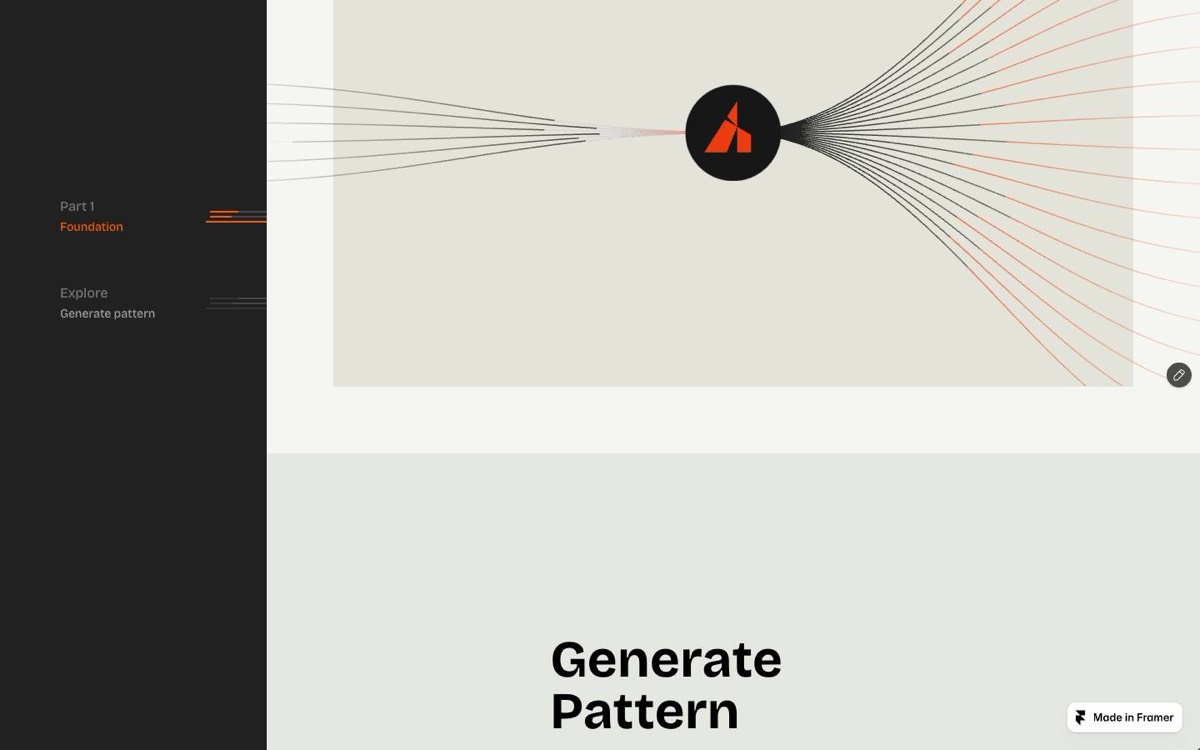 Part 1
Foundation
Explore
Generate pattern
Generate
Pattern
Made in Framer